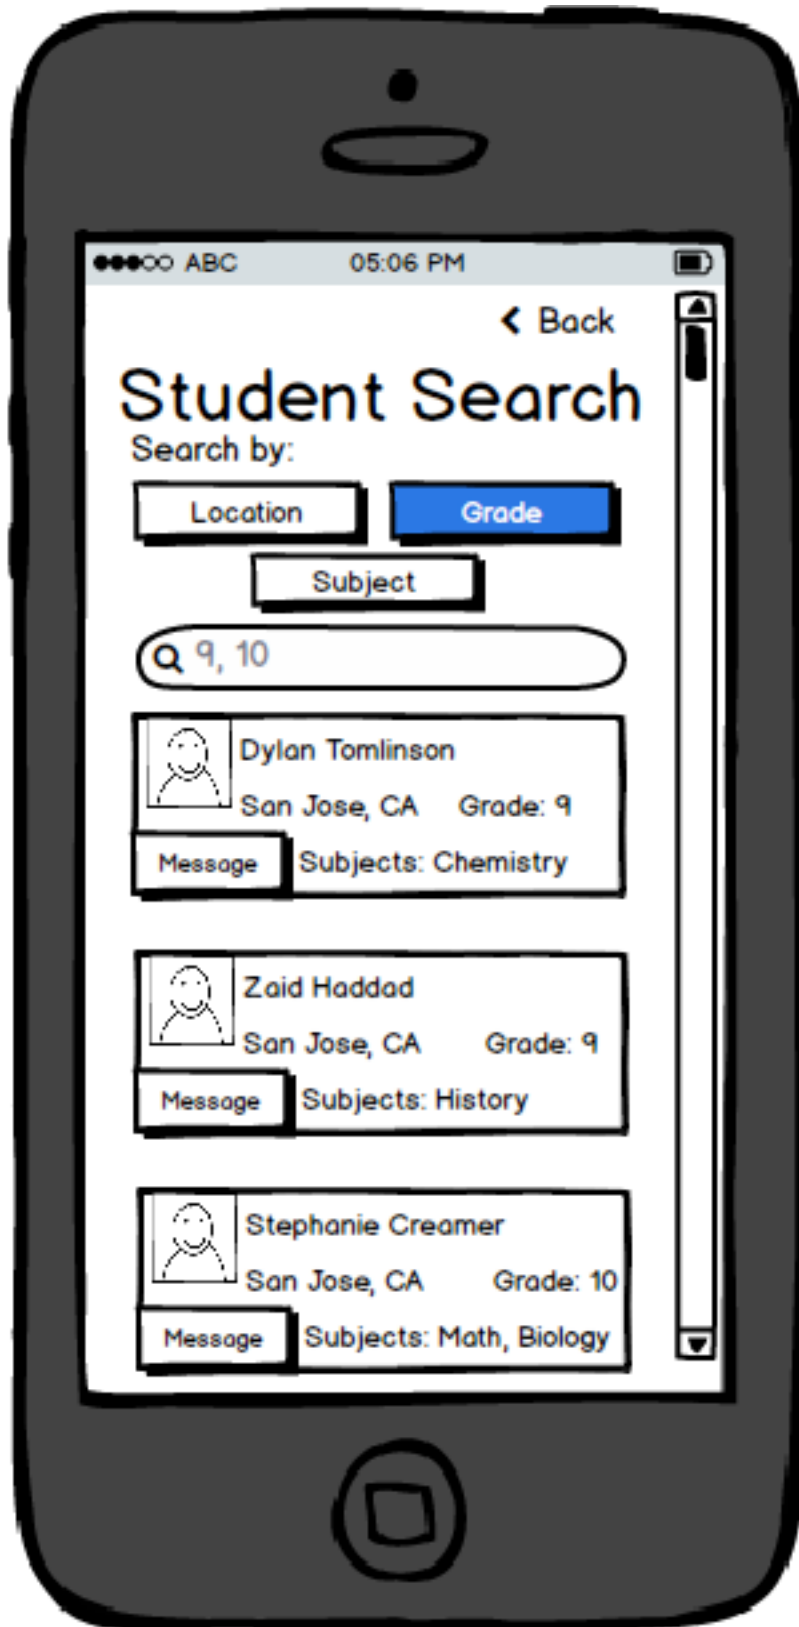 ABC 05:06 PM
Back
Student Search
Search by:
Location Grade
Subject
9, 10
Dylan Tomlinson
San Jose, CA Grade: 9
Message Subjects: Chemistry
Zaid Haddad
San Jose, CA Grade: 9
Message Subjects: History
Stephanie Creamer
San Jose, CA Grade: 10
Message Subjects: Math, Biology